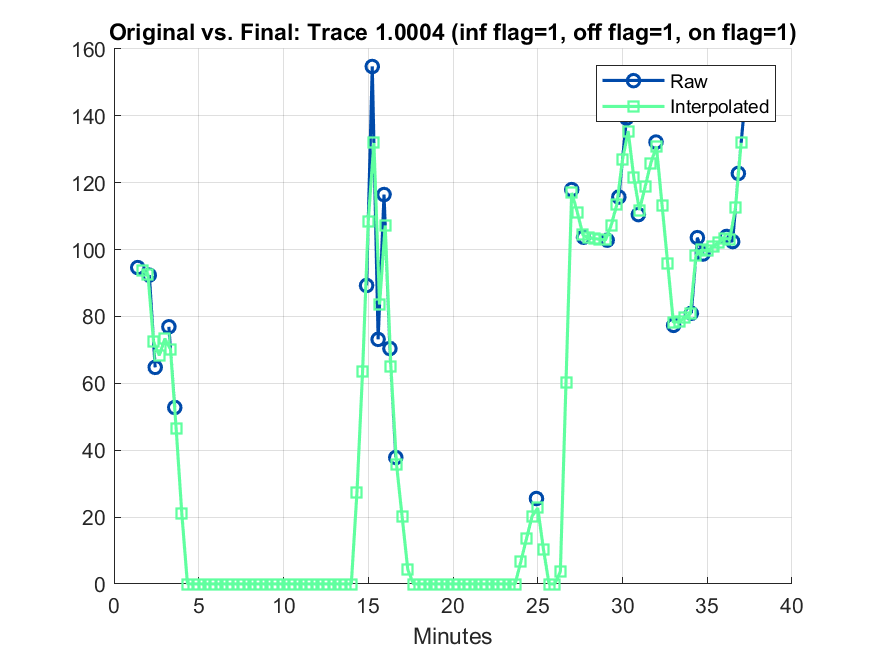 Original vs. Final: Trace 1.0004 (inf flag=1, off flag=1, on flag=1)
160
140
120
100
80
60
40
20
0
Raw
Interpolated
0 5 10 15 20 25 30 35 40
Minutes